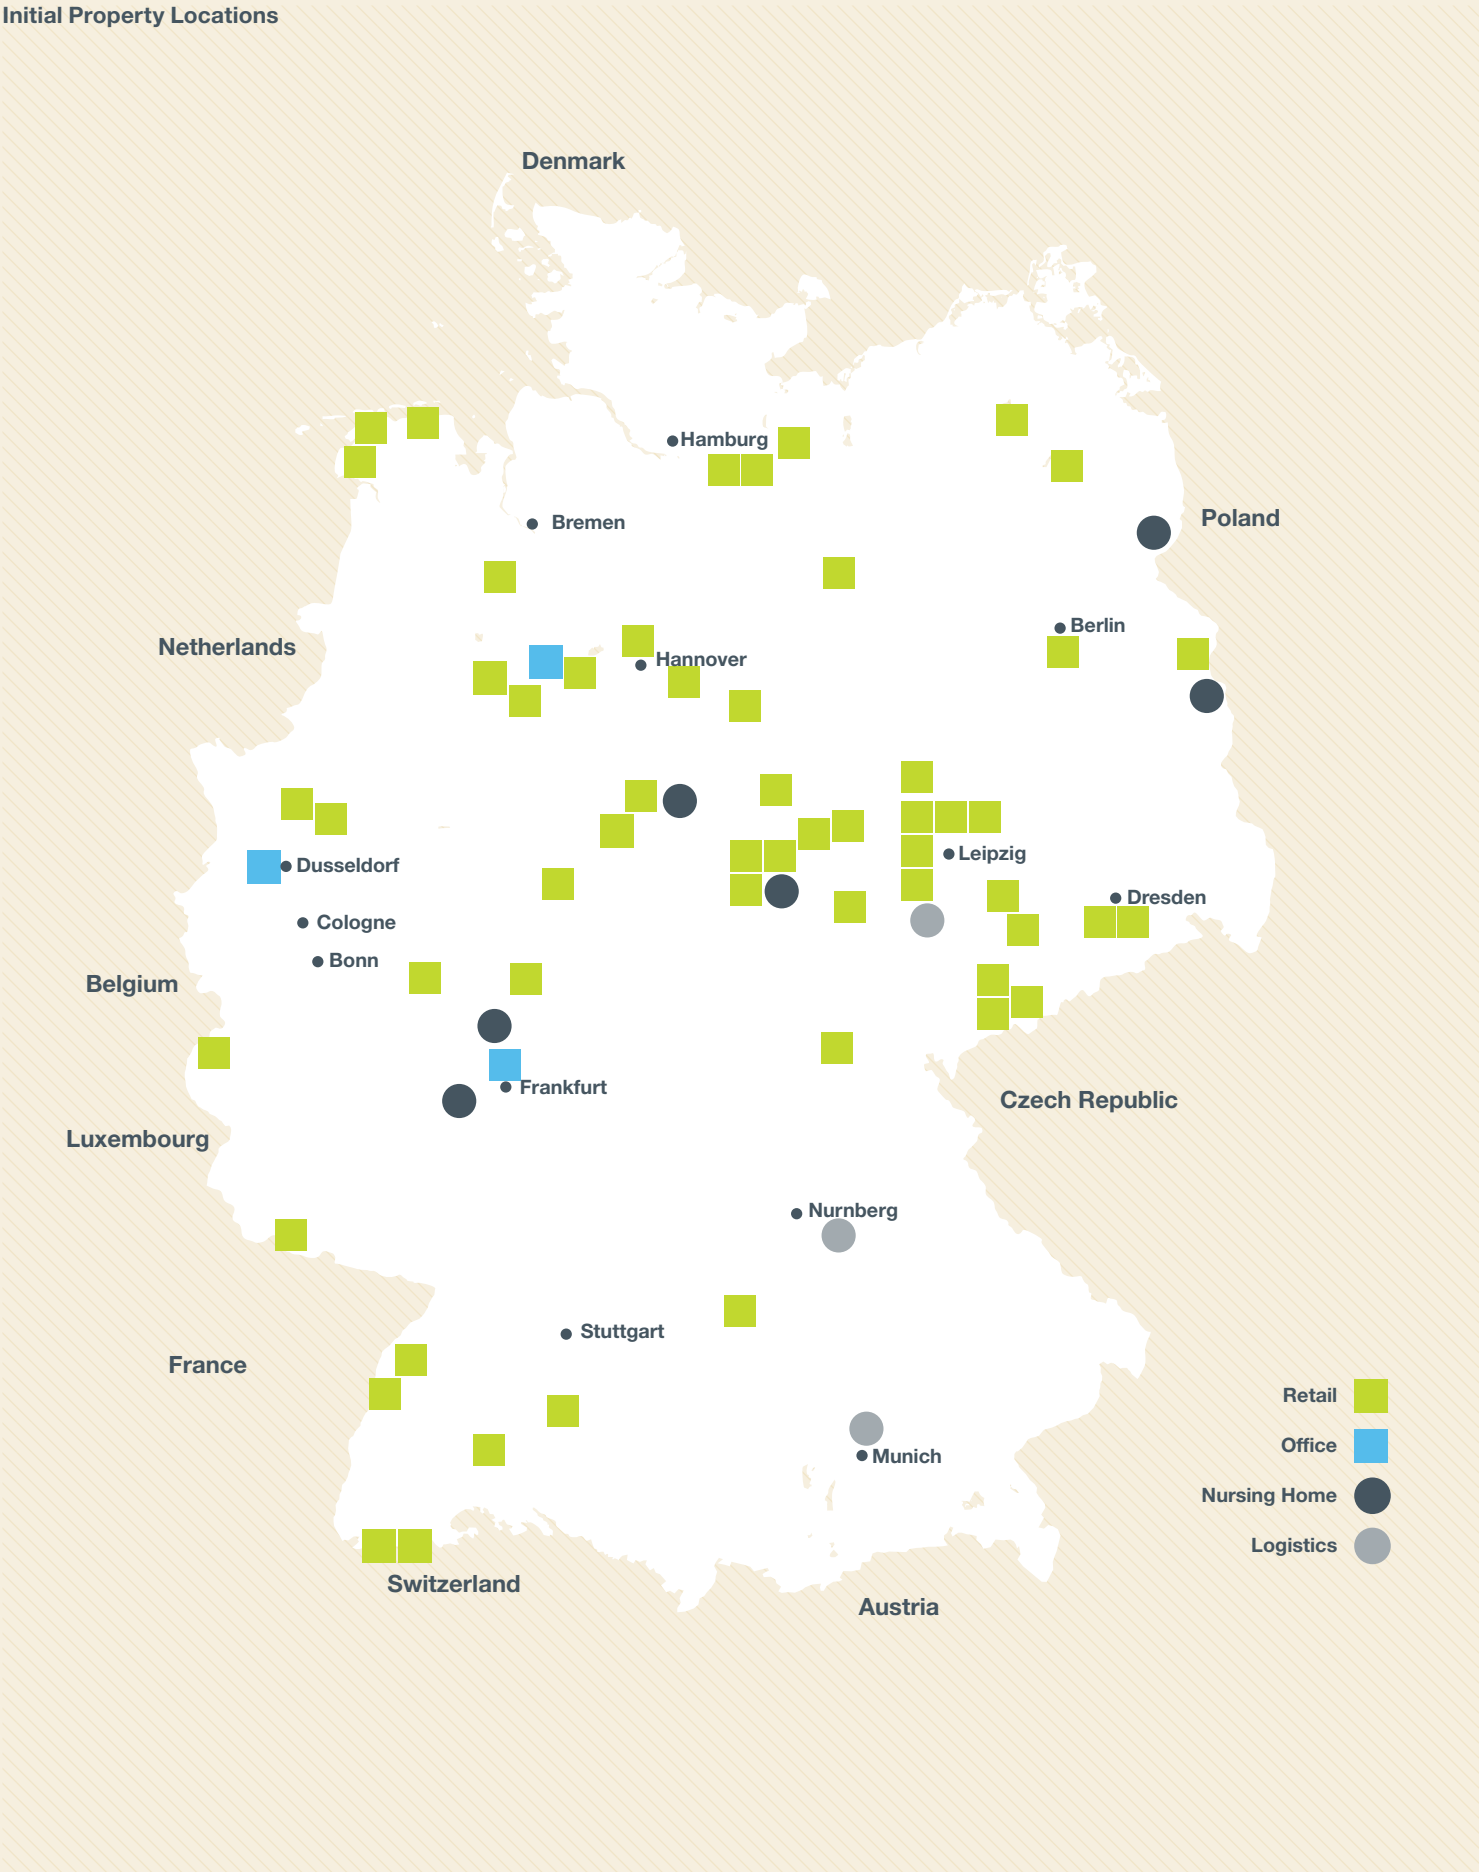 Initial Property Locations
Denmark
Hamburg
Bremen
Poland
Berlin
Netherlands
Hannover
Leipzig
Dusseldorf
Dresden
Cologne
Bonn
Belgium
Frankfurt
Czech Republic
Luxembourg
Nurnberg
Stuttgart
France
Retail
Office
Munich
Nursing Home
Logistics
Switzerland
Austria